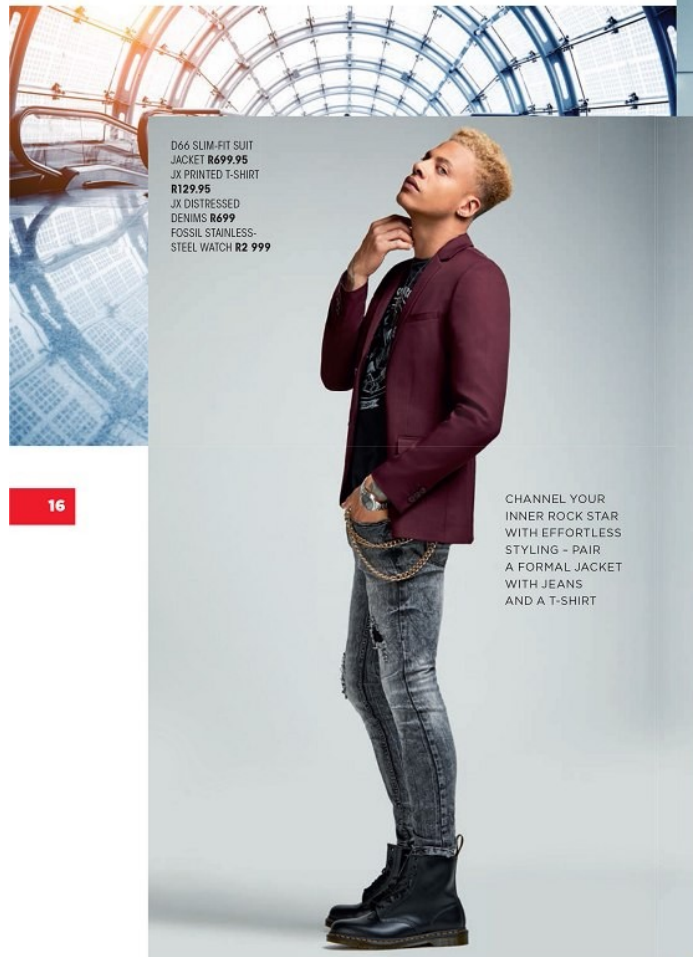 D66 SLIM-FIT SUIT
JACKET R699.95
JX PRINTED T-SHIRT
R129.95
JX DISTRESSED
DENIMS R699
FOSSIL STAINLESS-
STEEL WATCH R2 999
16
CHANNEL YOUR
INNER ROCK STAR
WITH EFFORTLESS
STYLING – PAIR
A FORMAL JACKET
WITH JEANS
AND A T-SHIRT